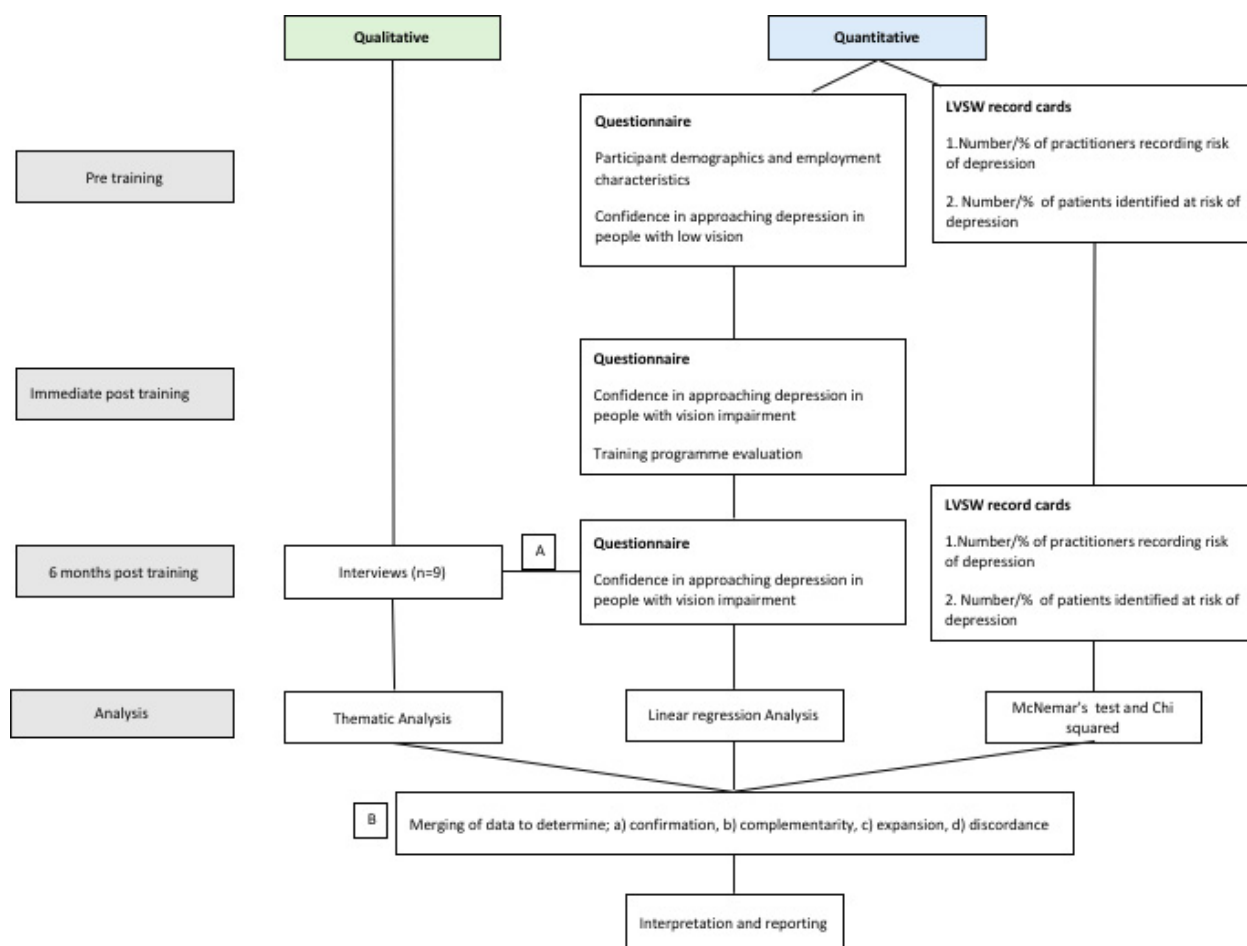 Qualitative
Quantitative
Pre training
Questionnaire
Participant demographics and employment
characteristics
Confidence in approaching depression in
people with low vision
LVSW record cards
1.Number/% of practitioners recording risk
of depression
2. Number/% of patients identified at risk of
depression
Immediate post training
Questionnaire
Confidence in approaching depression in
people with vision impairment
Training programme evaluation
6 months post training
Interviews (n=9)
A
Questionnaire
Confidence in approaching depression in
people with vision impairment
LVSW record cards
1.Number/% of practitioners recording risk
of depression
2. Number/% of patients identified at risk of
depression
Analysis
Thematic Analysis
Linear regression Analysis
McNemar's test and Chi
squared
B
Merging of data to determine; a) confirmation, b) complementarity, c) expansion, d) discordance
Interpretation and reporting